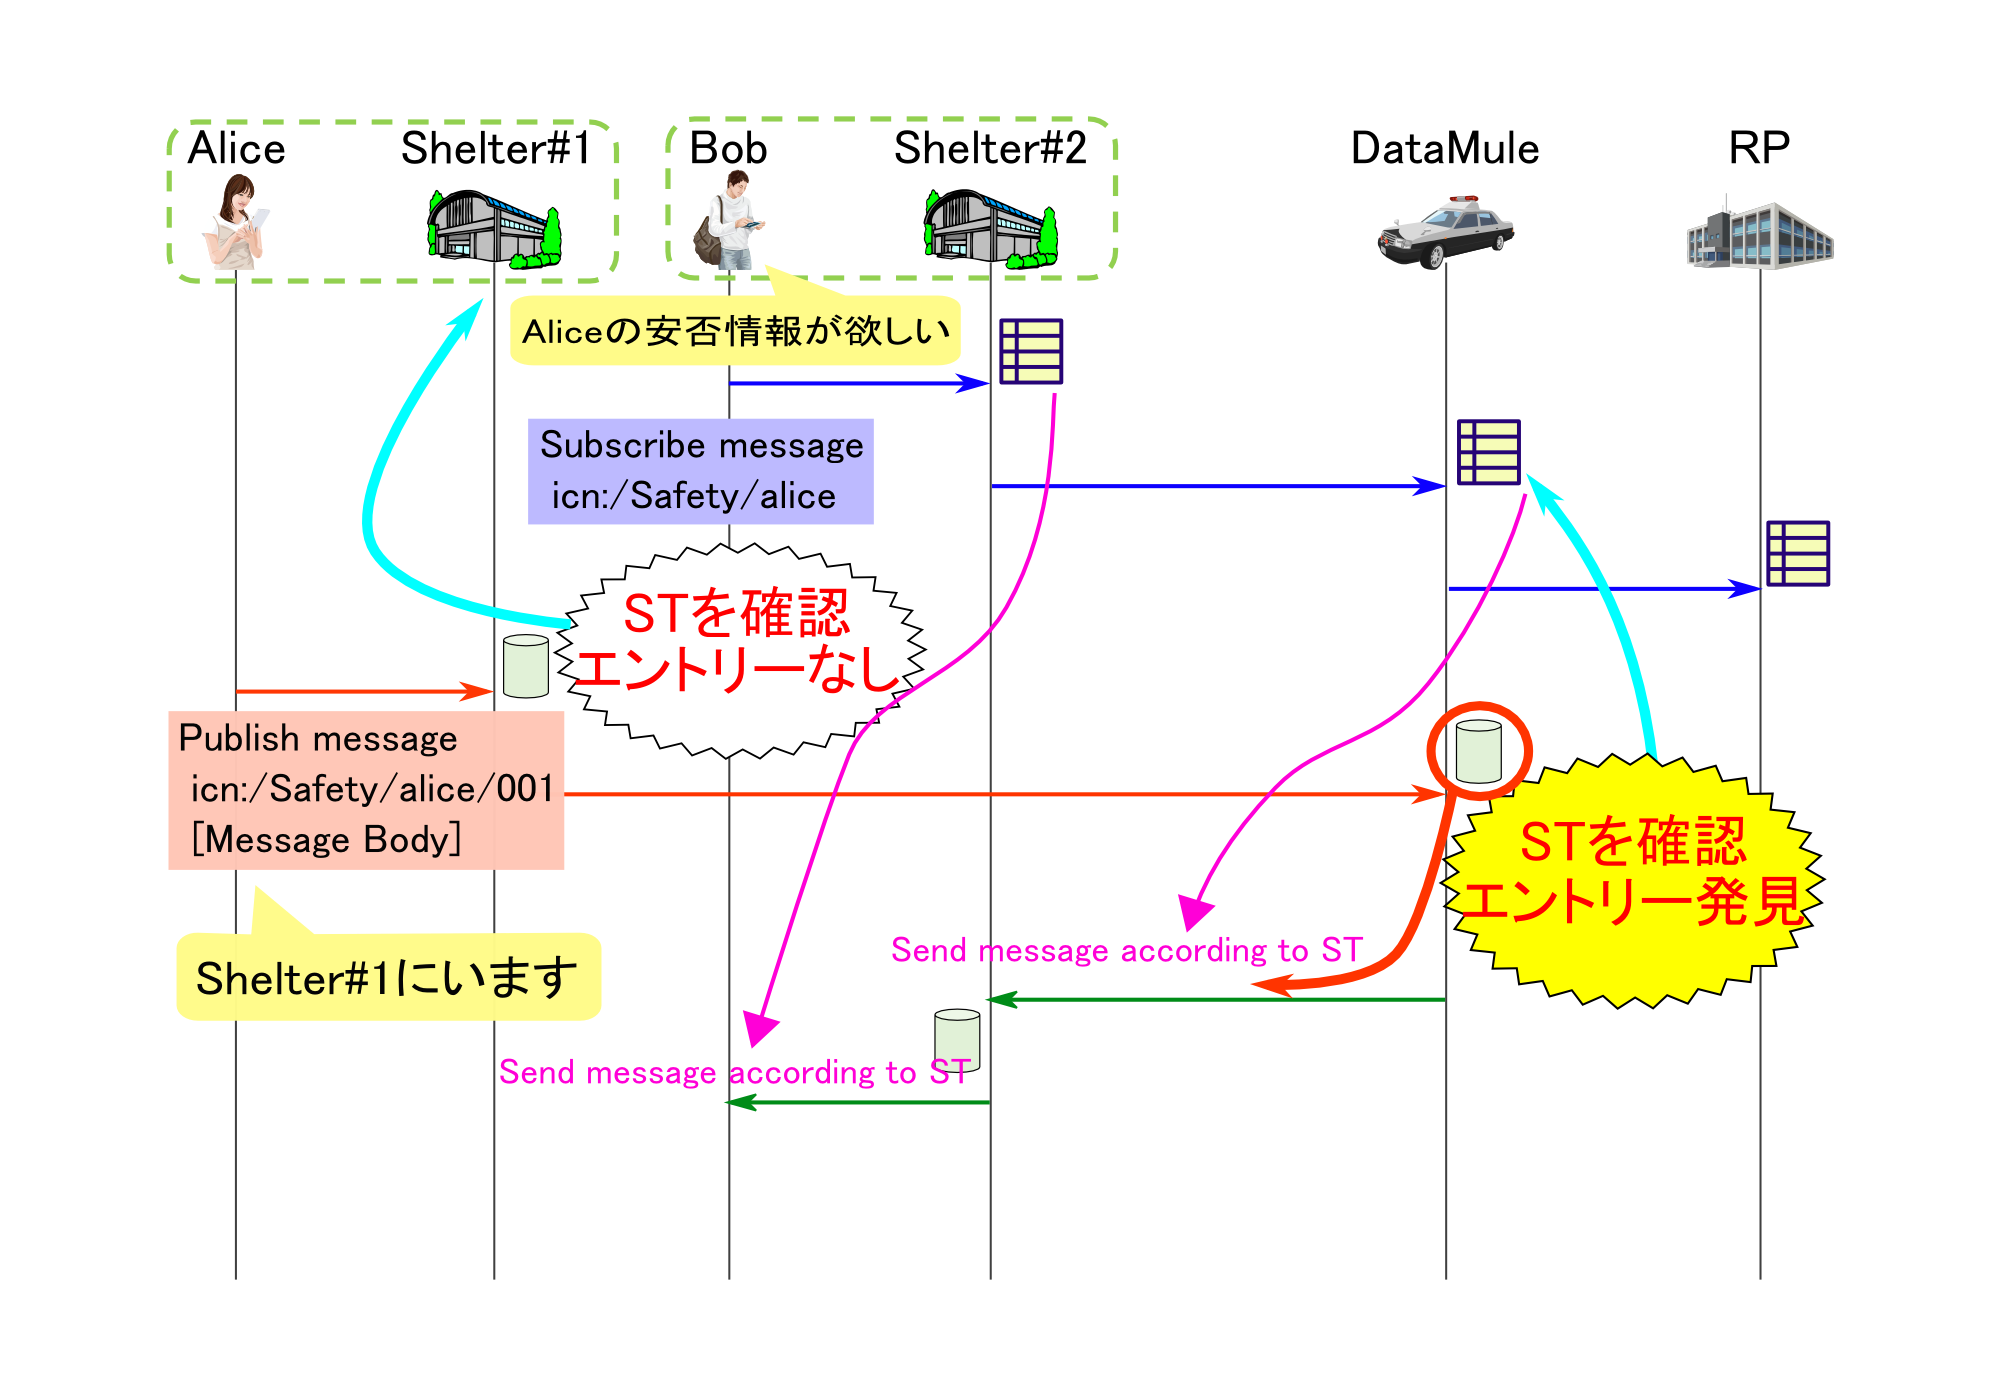 Alice
Shelter#1
Bob
Shelter#2
DataMule
RP
Aliceの安否情報が欲しい
Subscribe message
icn:/Safety/alice
STを確認
エントリーなし
Publish message
icn:/Safety/alice/001
[Message Body]
STを確認
エントリー発見
Send message according to ST
Shelter#1にいます
Send message according to ST